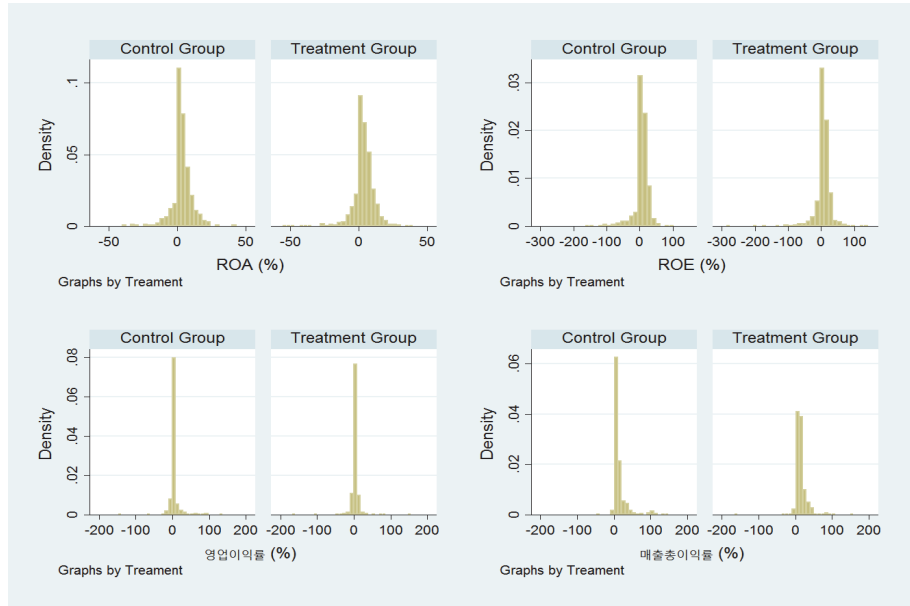 Control Group Treatment Group
Density
.1
.05
0
-50 0 50 -50 0 50
ROA (%)
Graphs by Treament
Control Group Treatment Group
Density
.03
.02
.01
0
-300 -200 -100 0 100 -300 -200 -100 0 100
ROE (%)
Graphs by Treament
Control Group Treatment Group
Density
.08
.06
.04
.02
0
-200 -100 0 100 200 -200 -100 0 100 200
영업이익률 (%)
Graphs by Treament
Control Group Treatment Group
Density
.06
.04
.02
0
-200 -100 0 100 200 -200 -100 0 100 200
매출총이익률 (%)
Graphs by Treament